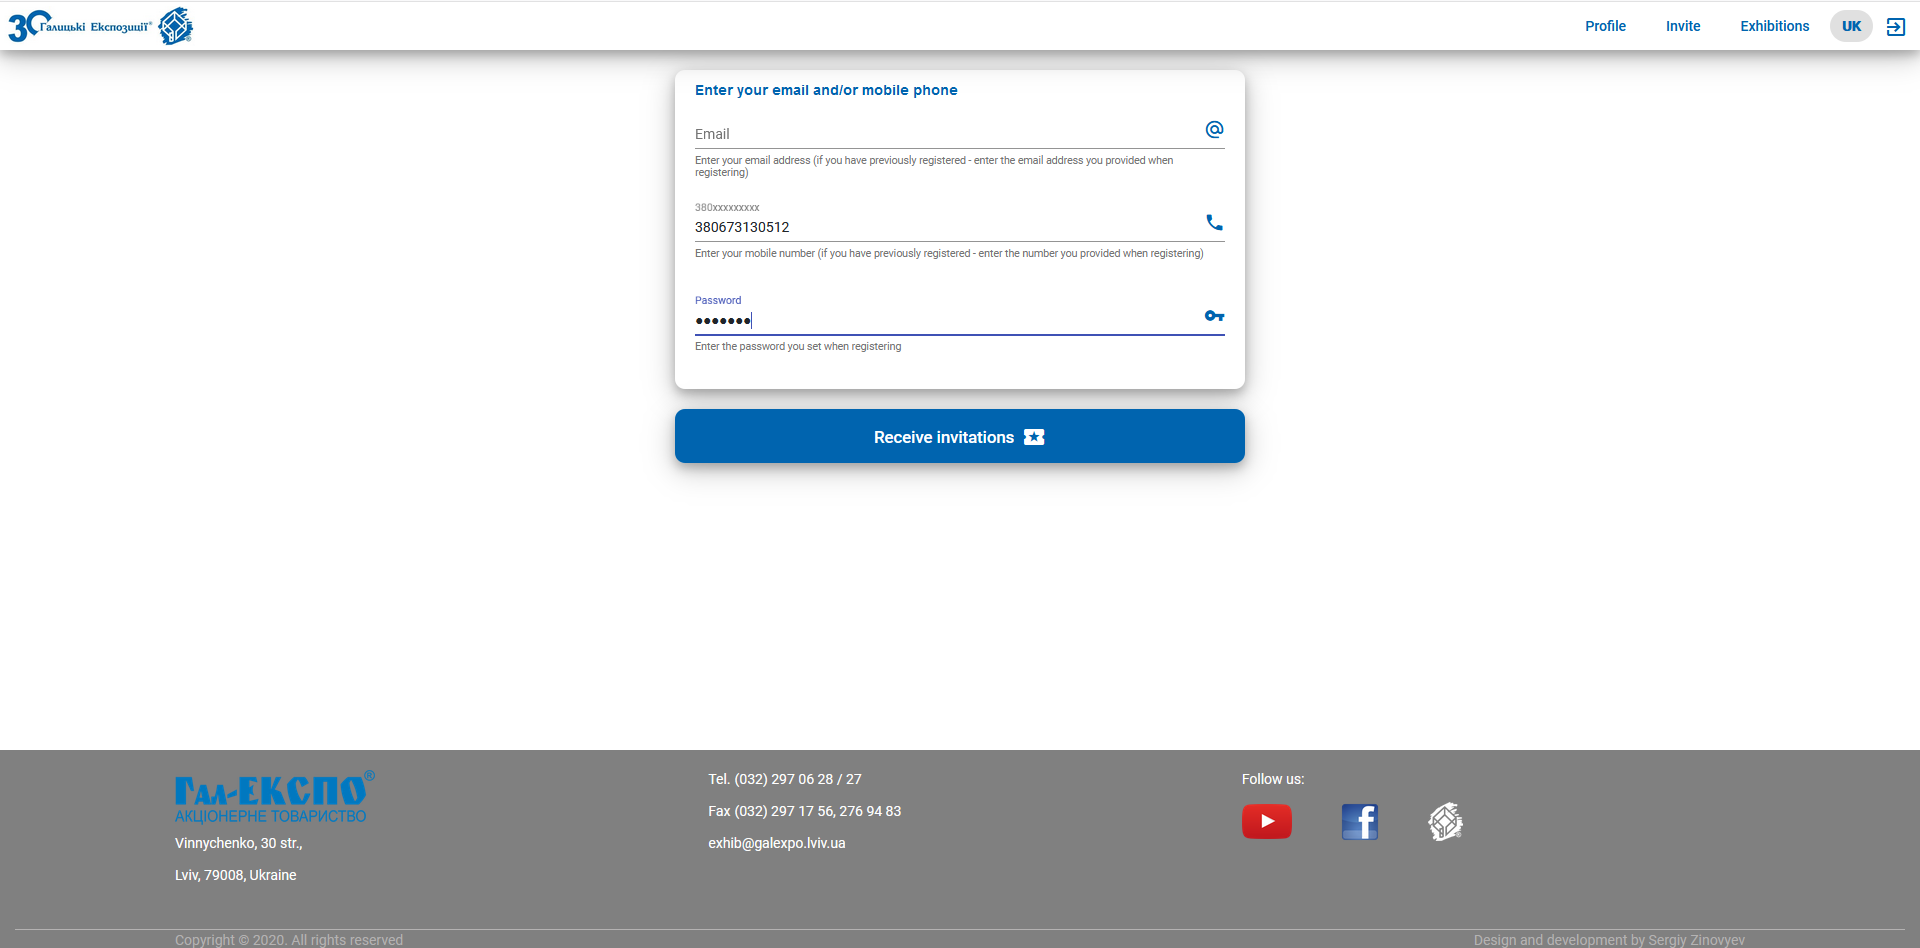 30 Галицькі Експозиції®
Profile
Invite
Exhibitions
UK
Enter your email and/or mobile phone
Email
Enter your email address (if you have previously registered - enter the email address you provided when
registering)
380xxxxxxxxx
380673130512
Enter your mobile number (if you have previously registered - enter the number you provided when registering)
Password
Enter the password you set when registering
Receive invitations
Гал-ЕКСПО®
АКЦІОНЕРНЕ ТОВАРИСТВО
Vinnychenko, 30 str.,
Lviv, 79008, Ukraine
Tel. (032) 297 06 28 / 27
Fax (032) 297 17 56, 276 94 83
exhib@galexpo.lviv.ua
Follow us:
Copyright © 2020. All rights reserved
Design and development by Sergiy Zinovyev